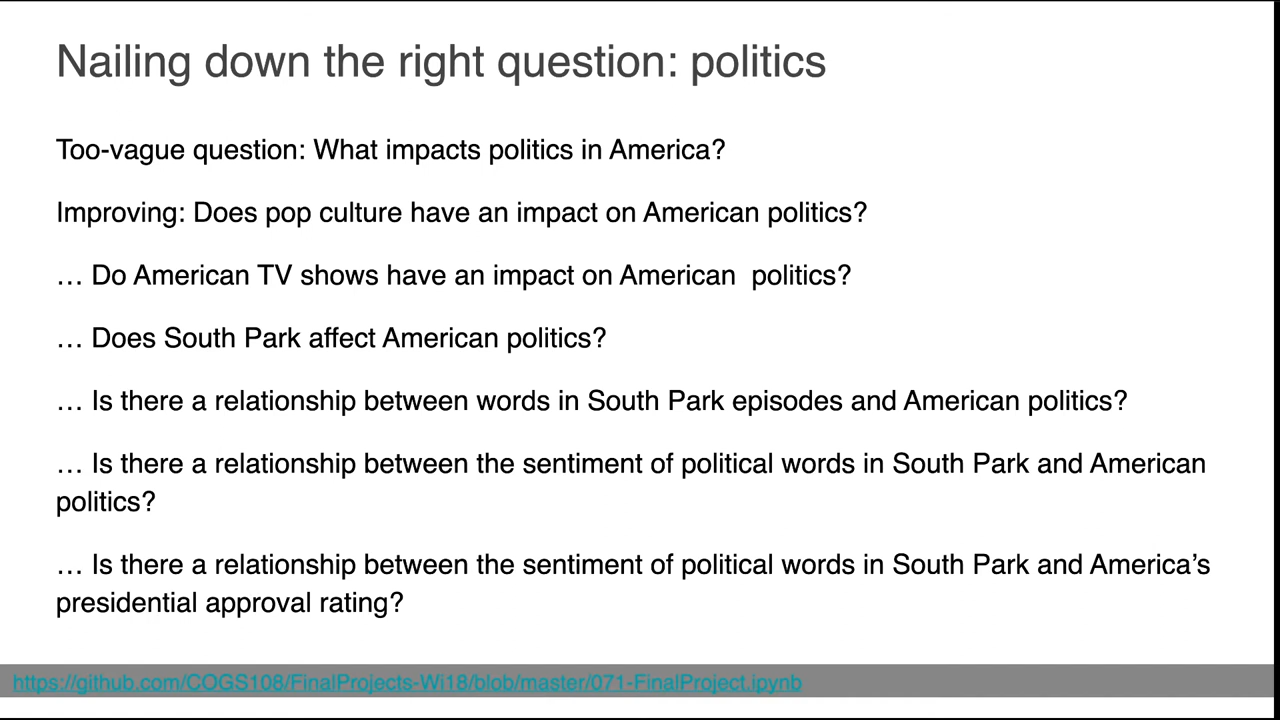 Nailing down the right question: politics
Too-vague question: What impacts politics in America?
Improving: Does pop culture have an impact on American politics?
… Do American TV shows have an impact on American  politics?
… Does South Park affect American politics?
… Is there a relationship between words in South Park episodes and American politics?
… Is there a relationship between the sentiment of political words in South Park and American
politics?
… Is there a relationship between the sentiment of political words in South Park and America’s
presidential approval rating?
https://github.com/COGS108/FinalProjects-Wi18/blob/master/071-FinalProject.ipynb